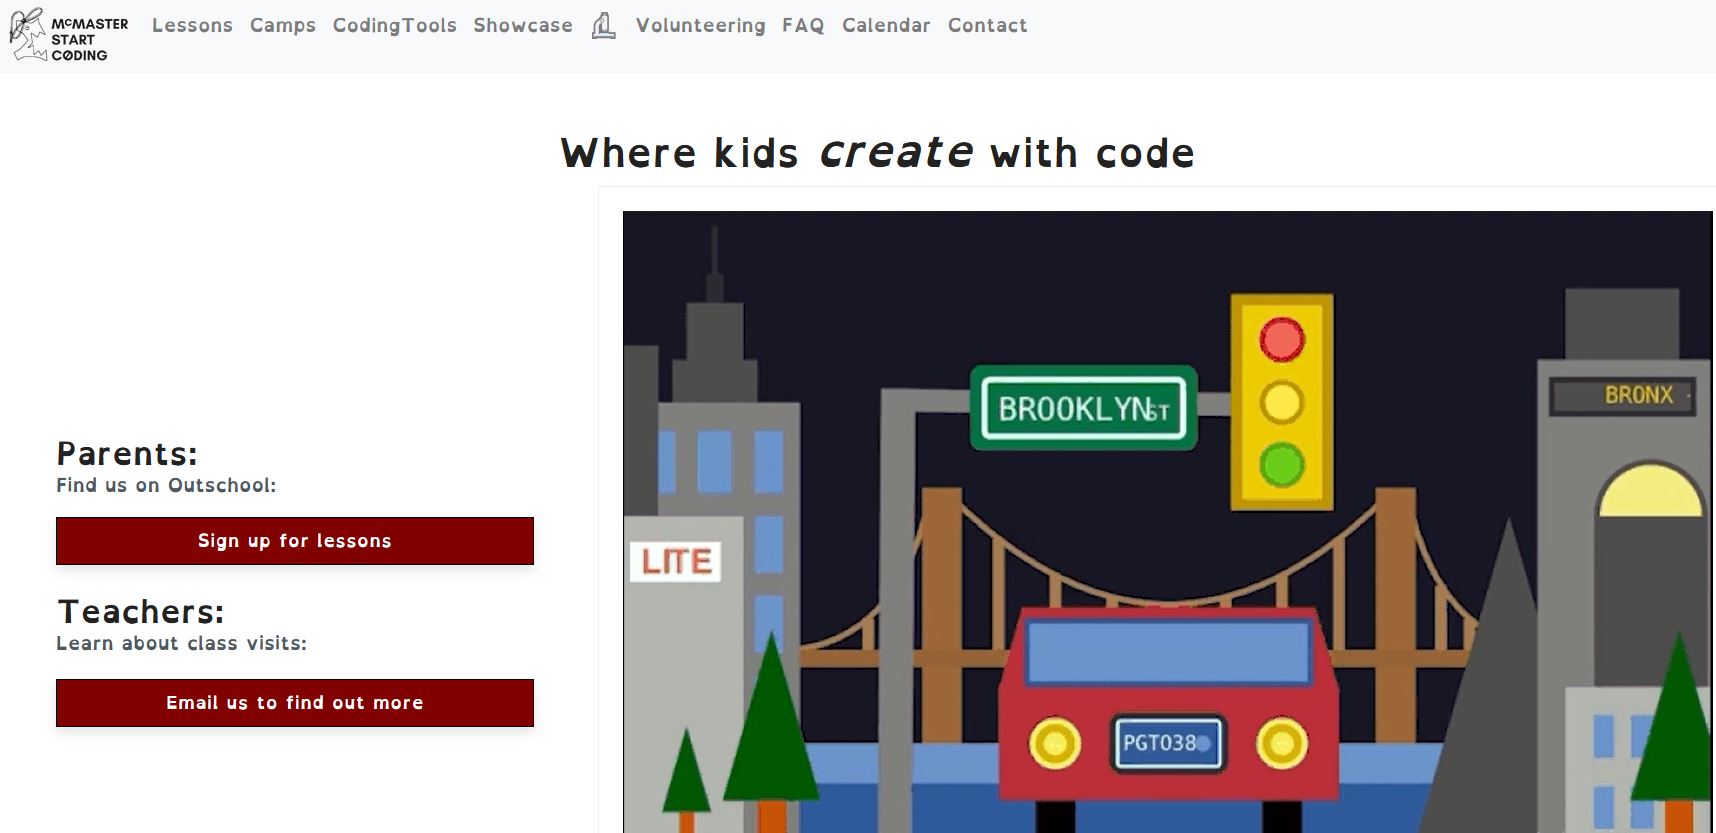 McMASTER
START
CØDING
Lessons Camps CodingTools Showcase Volunteering FAQ Calendar Contact
Where kids create with code
Parents:
Find us on Outschool:
Sign up for lessons
Teachers:
Learn about class visits:
Email us to find out more
BROOKLYN ST
BRONX
LITE
PGT038